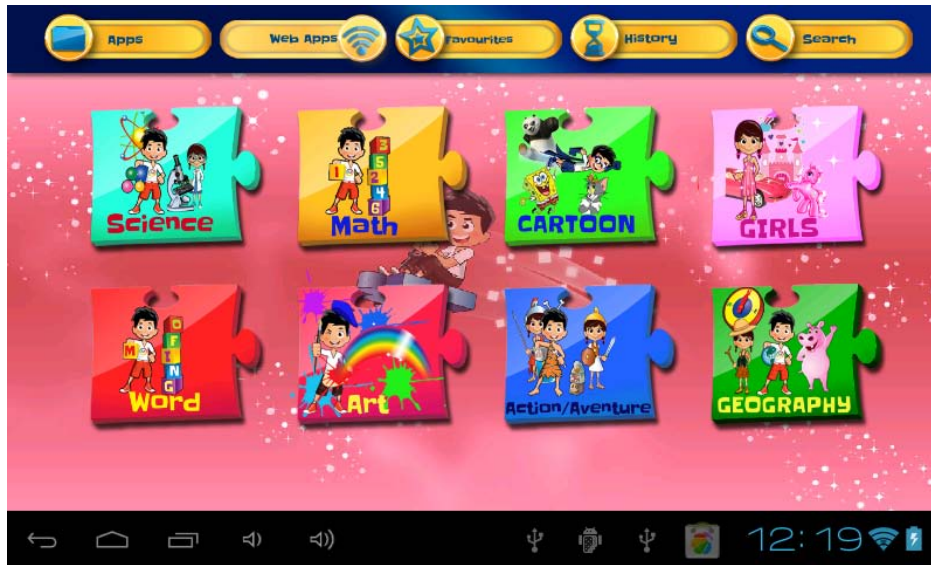 Apps Web Apps Favourites History Search
Science Math CARTOON GIRLS
Word Art Action/Aventure GEOGRAPHY
12:19